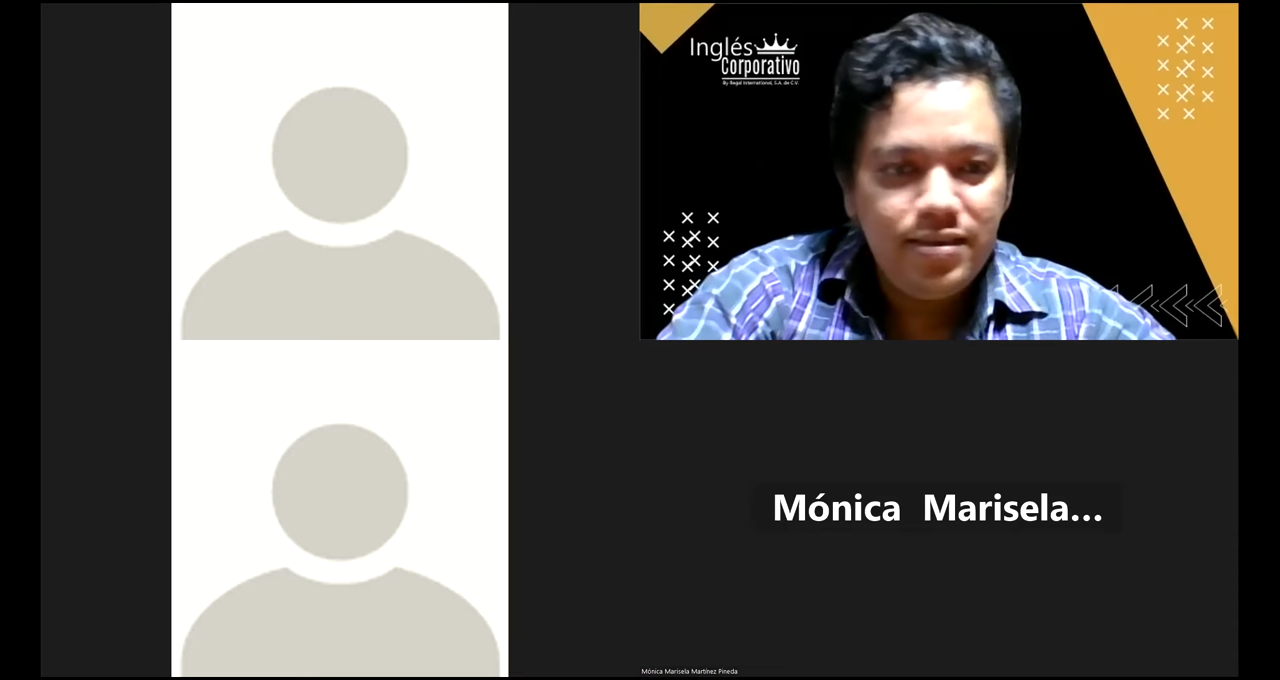 Inglés
Corporativo
By Regal International, S.A. de C.V.
Mónica Marisela...
Mónica Marisela Martínez Pineda